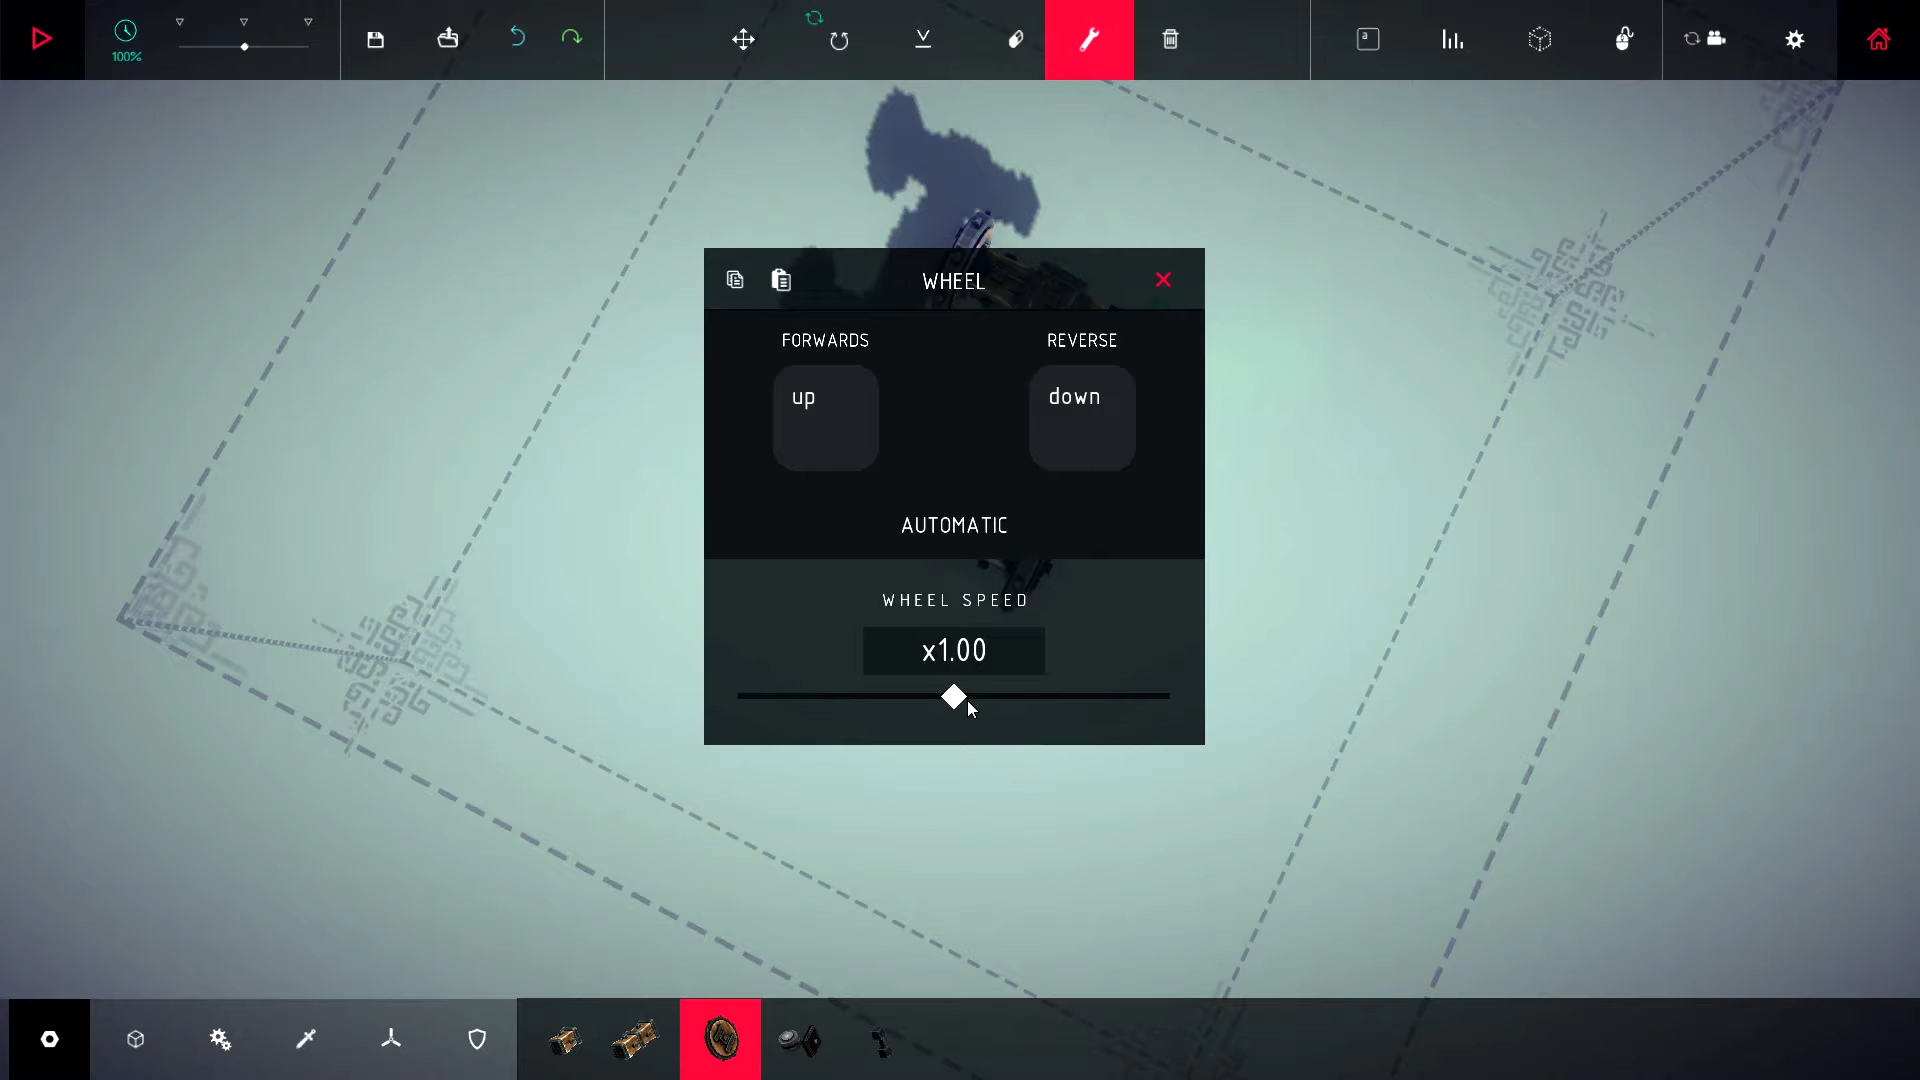 100%
a
WHEEL
FORWARDS
REVERSE
up
down
AUTOMATIC
WHEEL SPEED
x1.00